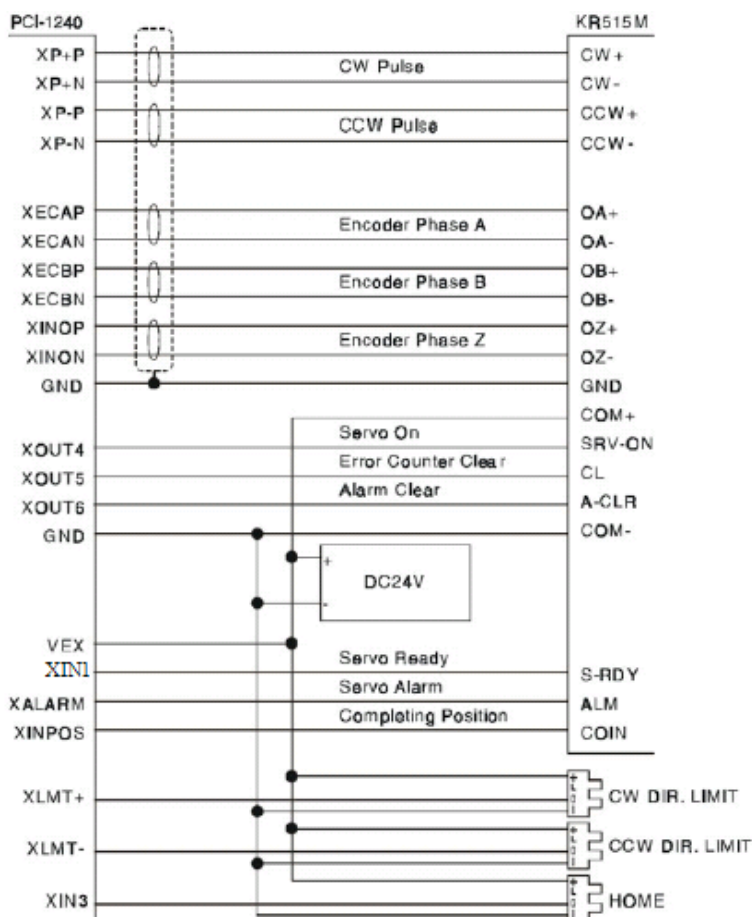 PCI-1240 KR515M
XP+P CW+
CW Pulse
XP+N CW-
XP-P CCW+
CCW Pulse
XP-N CCW-
XECAP OA+
Encoder Phase A
XECAN OA-
XECBP OB+
Encoder Phase B
XECBN OB-
XINOP OZ+
Encoder Phase Z
XINON OZ-
GND GND
COM+
Servo On
XOUT4 SRV-ON
Error Counter Clear
XOUT5 CL
Alarm Clear
XOUT6 A-CLR
GND COM-
+
DC24V
-
VEX
Servo Ready
XIN1 S-RDY
Servo Alarm
XALARM ALM
Completing Position
XINPOS COIN
XLMT+ CW DIR. LIMIT
XLMT- CCW DIR. LIMIT
XIN3 HOME